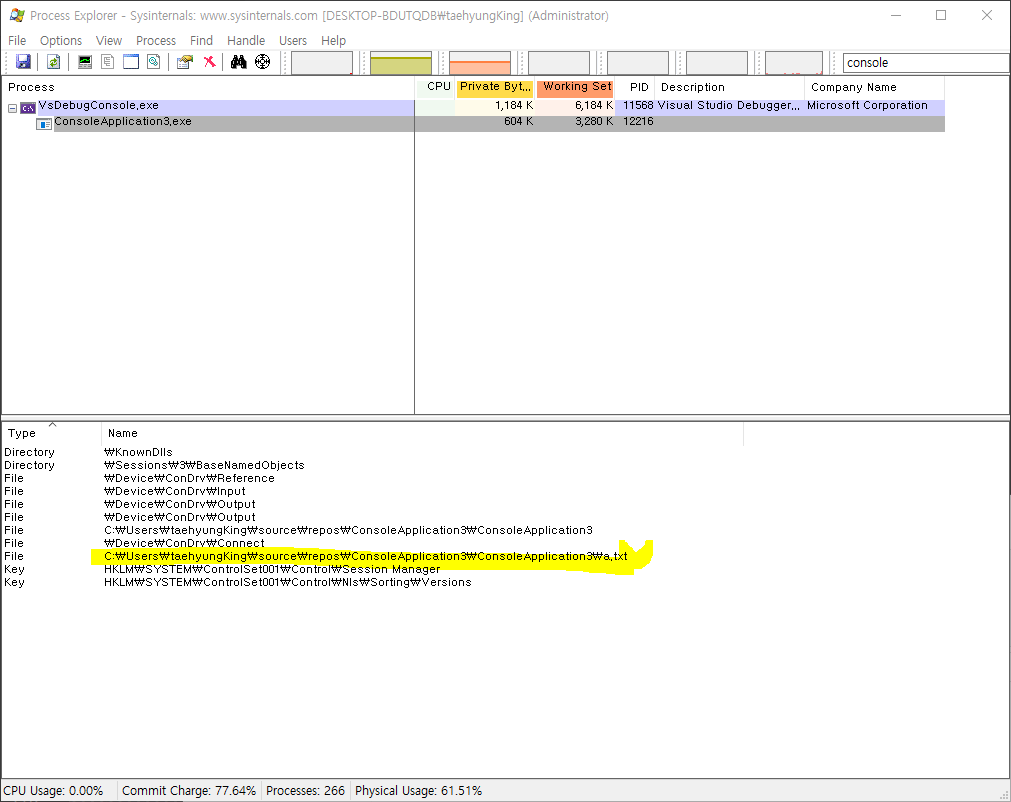 Process Explorer - Sysinternals: www.sysinternals.com [DESKTOP-BDUTQDB₩taehyungKing] (Administrator)
File Options View Process Find Handle Users Help
console
Process CPU Private Byt... Working Set PID Description Company Name
VsDebugConsole.exe 1,184 K 6,184 K 11568 Visual Studio Debugger... Microsoft Corporation
ConsoleApplication3.exe 604 K 3,280 K 12216
Type Name
Directory ₩KnownDlls
Directory ₩Sessions₩3₩BaseNamedObjects
File ₩Device₩ConDrv₩Reference
File ₩Device₩ConDrv₩Input
File ₩Device₩ConDrv₩Output
File ₩Device₩ConDrv₩Output
File C:₩Users₩taehyungKing₩source₩repos₩ConsoleApplication3₩ConsoleApplication3
File ₩Device₩ConDrv₩Connect
File C:₩Users₩taehyungKing₩source₩repos₩ConsoleApplication3₩ConsoleApplication3₩a.txt
Key HKLM₩SYSTEM₩ControlSet001₩Control₩Session Manager
Key HKLM₩SYSTEM₩ControlSet001₩Control₩Nls₩Sorting₩Versions
CPU Usage: 0.00% Commit Charge: 77.64% Processes: 266 Physical Usage: 61.51%